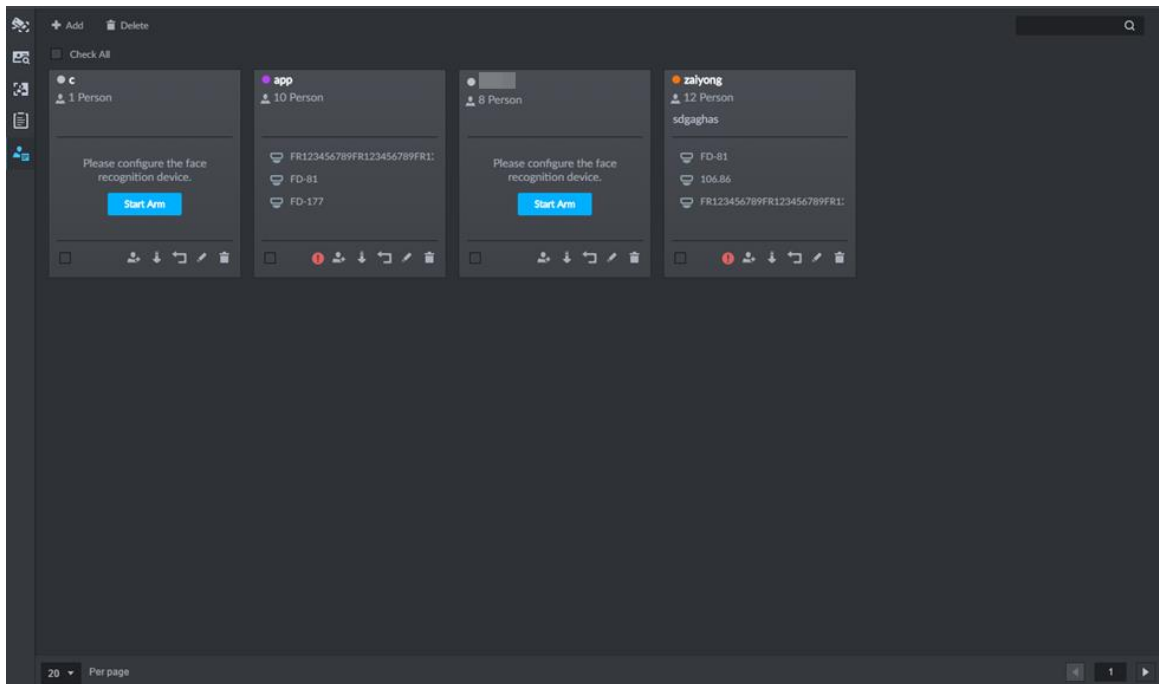 Add Delete
Check All
c
1 Person
Please configure the face
recognition device.
Start Arm
app
10 Person
FR123456789FR123456789FR1:
FD-81
FD-177
8 Person
Please configure the face
recognition device.
Start Arm
zaiyong
12 Person
sdgaghas
FD-81
106.86
FR123456789FR123456789FR1:
20 Per page
1